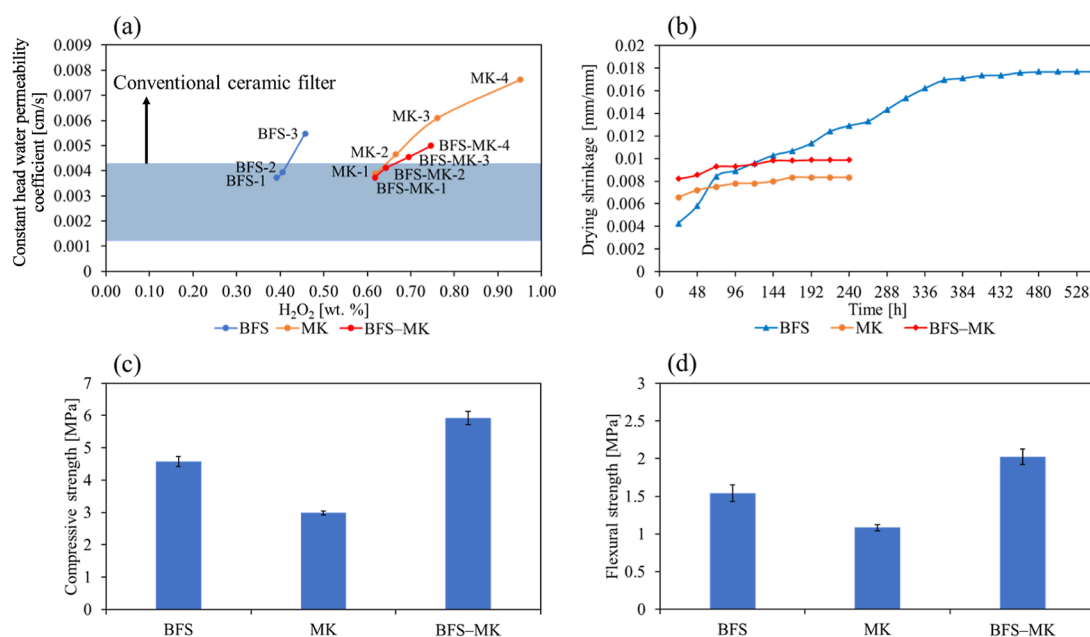 (a)
Constant head water permeability
coefficient [cm/s]
0.009
0.008
0.007
0.006
0.005
0.004
0.003
0.002
0.001
0
Conventional ceramic filter
BFS-3
BFS-2
BFS-1
MK-4
MK-3
MK-2
MK-1
BFS-MK-4
BFS-MK-3
BFS-MK-2
BFS-MK-1
0.00 0.10 0.20 0.30 0.40 0.50 0.60 0.70 0.80 0.90 1.00
H₂O₂ [wt. %]
BFS MK BFS–MK
(b)
Drying shrinkage [mm/mm]
0.02
0.018
0.016
0.014
0.012
0.01
0.008
0.006
0.004
0.002
0
0 48 96 144 192 240 288 336 384 432 480 528
Time [h]
BFS MK BFS–MK
(c)
Compressive strength [MPa]
7
6
5
4
3
2
1
0
BFS MK BFS–MK
(d)
Flexural strength [MPa]
3
2.5
2
1.5
1
0.5
0
BFS MK BFS–MK